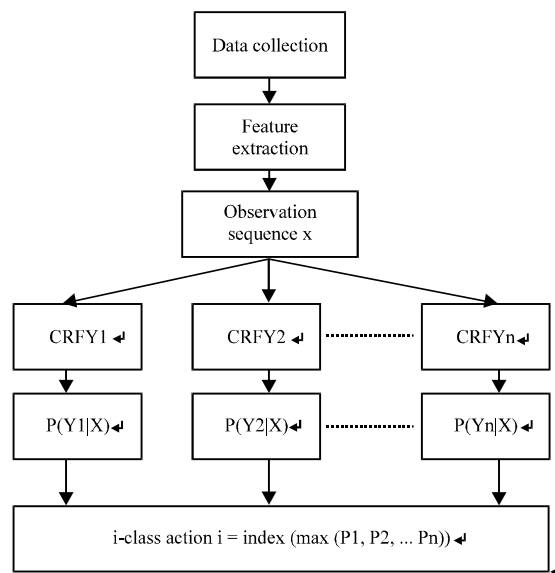 Data collection
Feature
extraction
Observation
sequence x
CRFY1 ↲
CRFY2 ↲
CRFYn ↲
P(Y1|X) ↲
P(Y2|X) ↲
P(Yn|X) ↲
i-class action i = index (max (P1, P2, ... Pn)) ↲